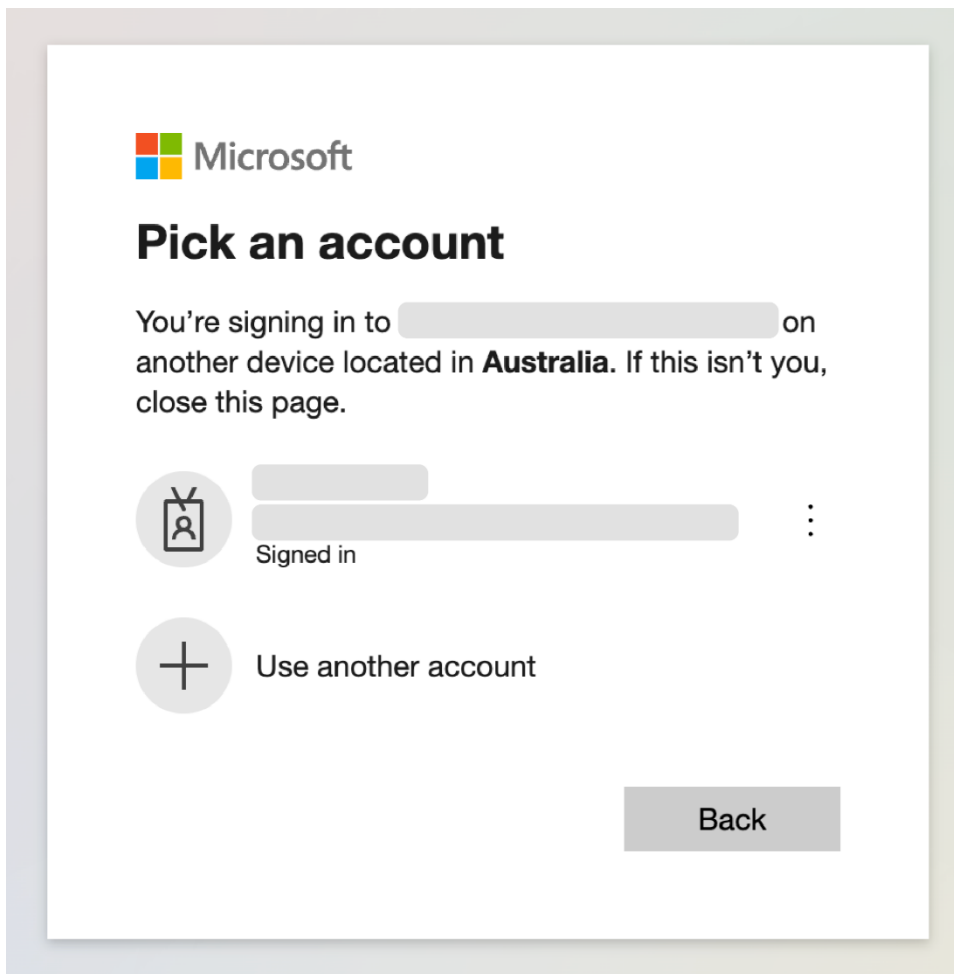 Microsoft
Pick an account
You're signing in to on
another device located in Australia. If this isn't you,
close this page.
Signed in
Use another account
Back